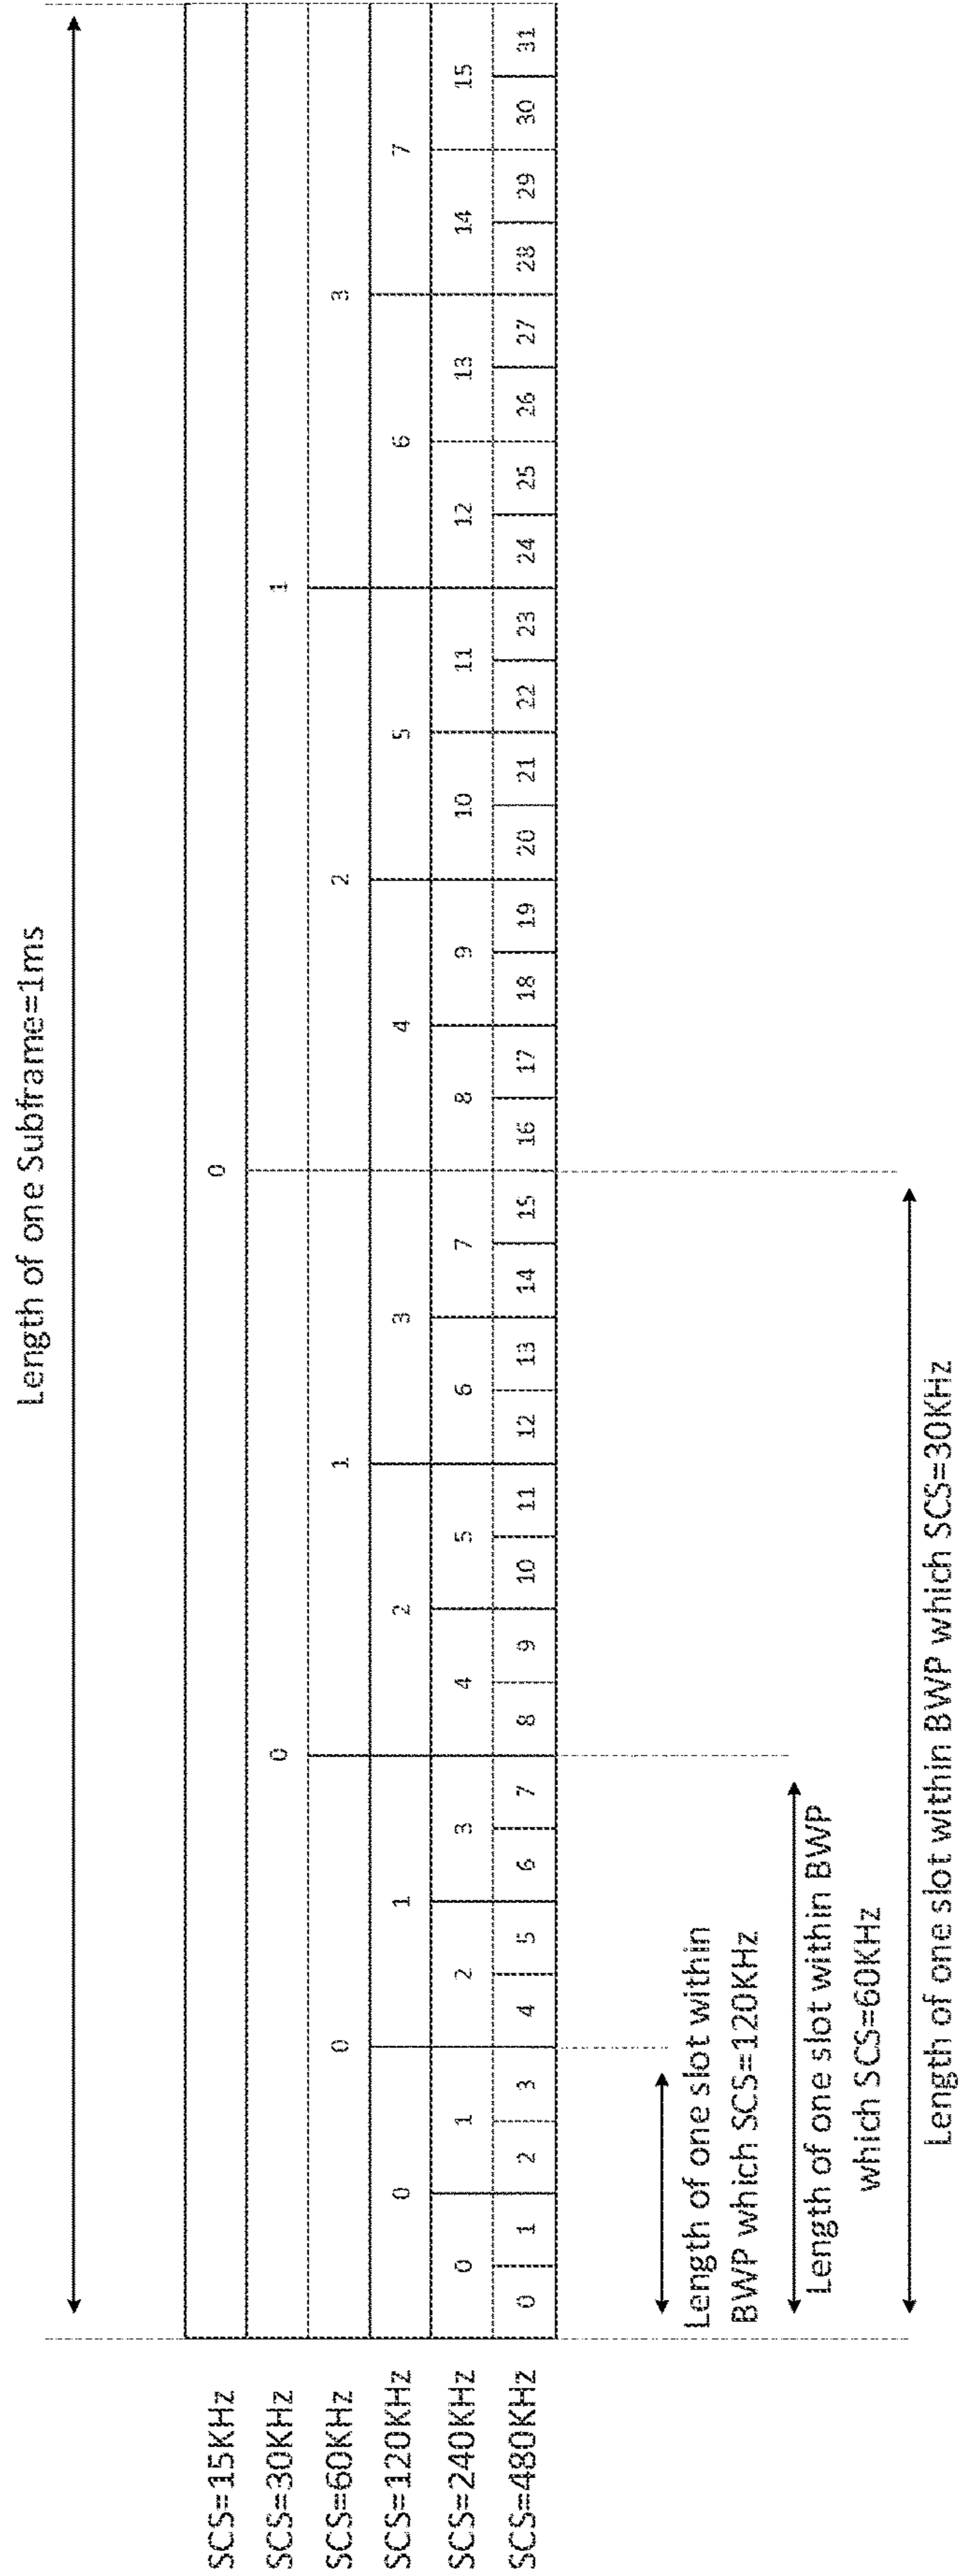 Length of one Subframe=1ms
SCS=15KHz 0
SCS=30KHz 0 1
SCS=60KHz 0 1 2 3
SCS=120KHz 0 1 2 3 4 5 6 7
SCS=240KHz 0 1 2 3 4 5 6 7 8 9 10 11 12 13 14 15
SCS=480KHz 0 1 2 3 4 5 6 7 8 9 10 11 12 13 14 15 16 17 18 19 20 21 22 23 24 25 26 27 28 29 30 31
Length of one slot within
BWP which SCS=120KHz
Length of one slot within BWP
which SCS=60KHz
Length of one slot within BWP which SCS=30KHz